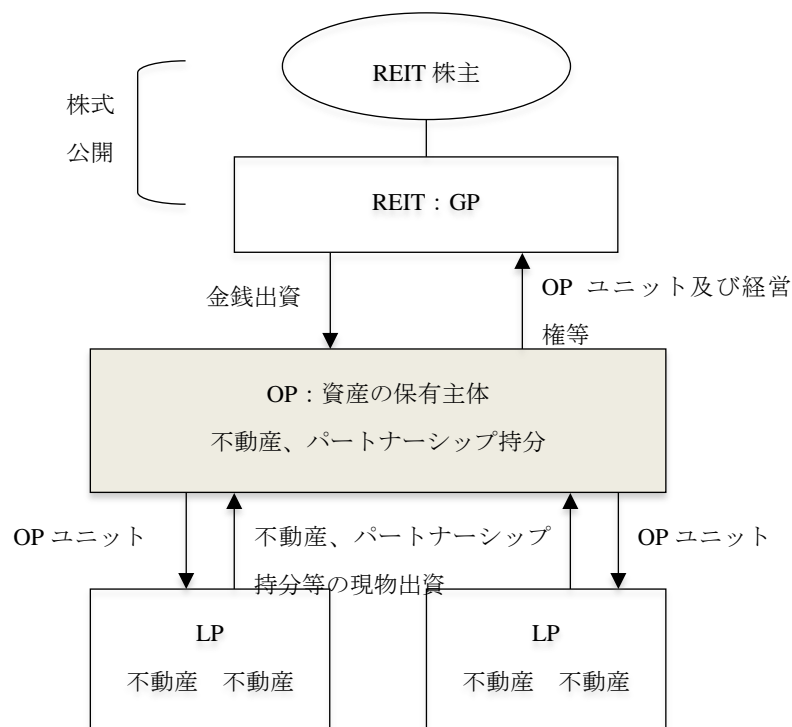 REIT 株主
株式
公開
REIT：GP
金銭出資
OP ユニット及び経営
権等
OP：資産の保有主体
不動産、パートナーシップ持分
OP ユニット
不動産、パートナーシップ
持分等の現物出資
OP ユニット
LP
不動産　不動産
LP
不動産　不動産